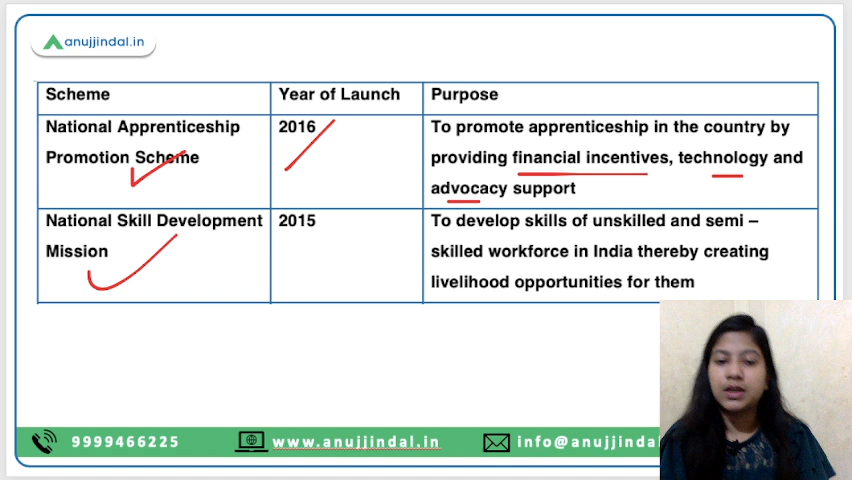 anujjindal.in
Scheme
Year of Launch
Purpose
National Apprenticeship
Promotion Scheme
2016
To promote apprenticeship in the country by
providing financial incentives, technology and
advocacy support
National Skill Development
Mission
2015
To develop skills of unskilled and semi –
skilled workforce in India thereby creating
livelihood opportunities for them
9999466225
www.anujjindal.in
info@anujjinda